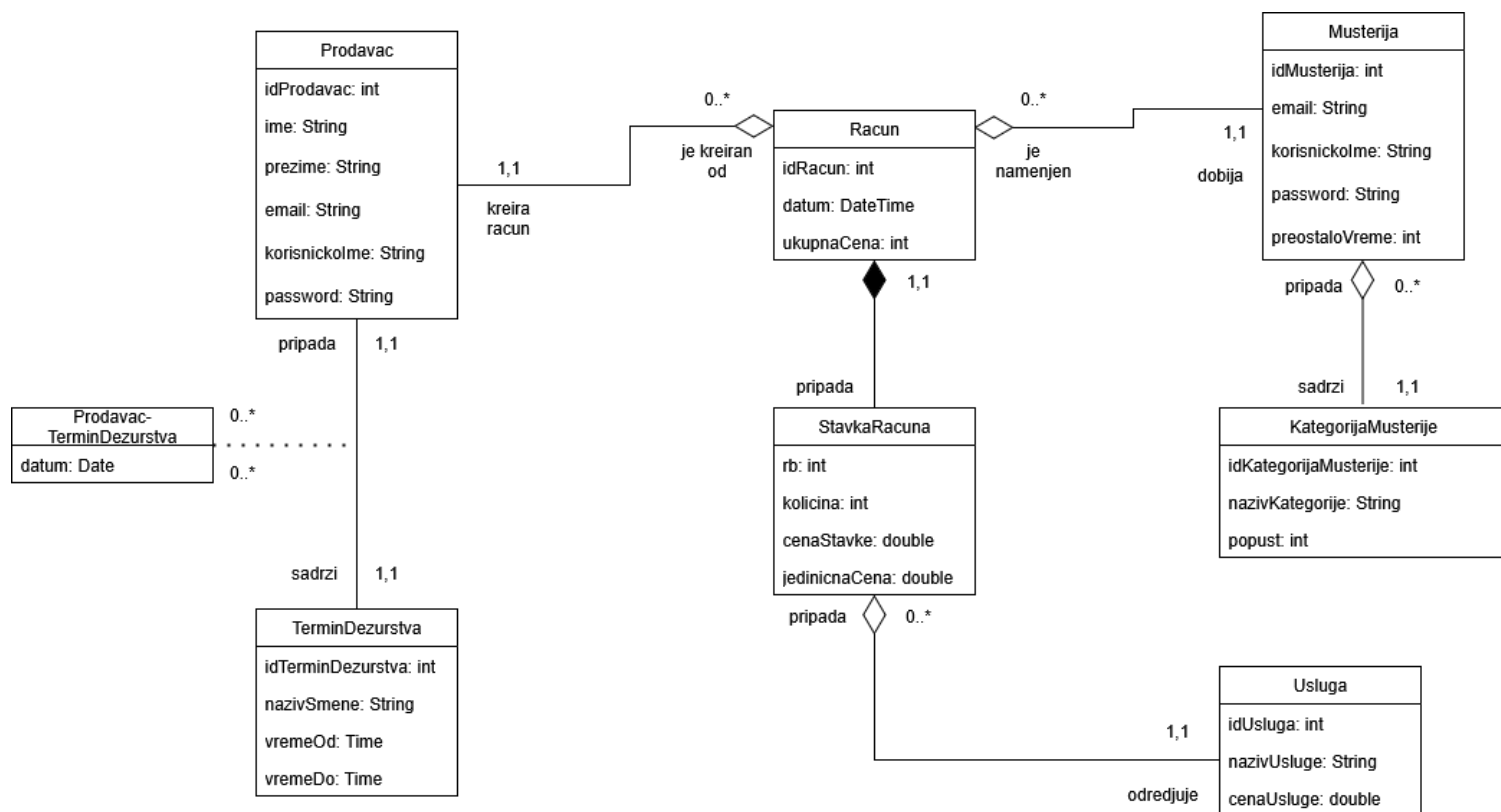 Prodavac
idProdavac: int
ime: String
prezime: String
email: String
korisnickoIme: String
password: String
1,1
kreira
racun
0..*
je kreiran
od
Racun
idRacun: int
datum: DateTime
ukupnaCena: int
0..*
je
namenjen
1,1
dobija
Musterija
idMusterija: int
email: String
korisnickoIme: String
password: String
preostaloVreme: int
pripada
0..*
sadrzi
1,1
KategorijaMusterije
idKategorijaMusterije: int
nazivKategorije: String
popust: int
1,1
pripada
StavkaRacuna
rb: int
kolicina: int
cenaStavke: double
jedinicnaCena: double
pripada
0..*
1,1
odredjuje
Usluga
idUsluga: int
nazivUsluge: String
cenaUsluge: double
pripada
1,1
Prodavac-
TerminDezurstva
datum: Date
0..*
0..*
sadrzi
1,1
TerminDezurstva
idTerminDezurstva: int
nazivSmene: String
vremeOd: Time
vremeDo: Time